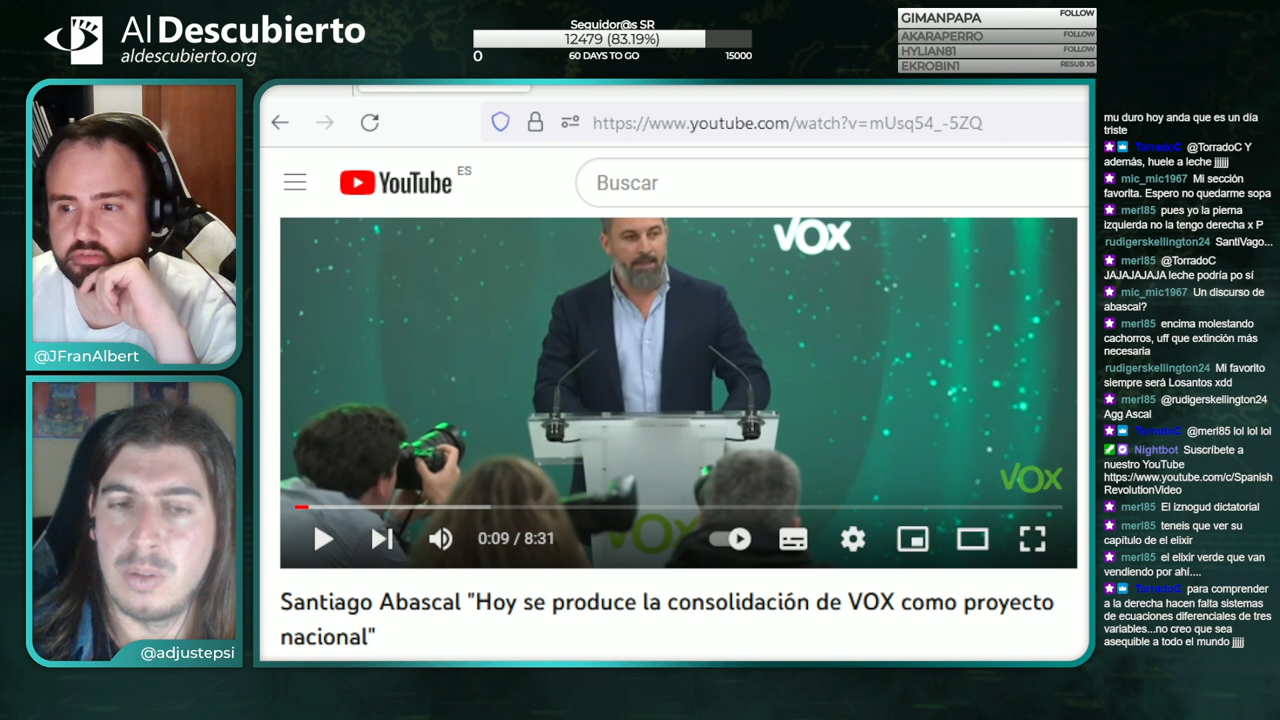 Al Descubierto
aldescubierto.org
Seguidor@s SR
12479 (83.19%)
0
60 DAYS TO GO
15000
GIMANPAPA FOLLOW
AKARAPERRO FOLLOW
HYLIAN81 FOLLOW
EKROBIN1 RESUB X5
@JFranAlbert
@adjustepsi
https://www.youtube.com/watch?v=mUsq54_-5ZQ
YouTube ES
Buscar
VOX
VOX
VOX
0:09 / 8:31
Santiago Abascal "Hoy se produce la consolidación de VOX como proyecto
nacional"
mu duro hoy anda que es un día
triste
TorradoC @TorradoC Y
además, huele a leche jjjjjj
mic_mic1967 Mi sección
favorita. Espero no quedarme sopa
merl85 pues yo la pierna
izquierda no la tengo derecha x P
rudigerskellington24 SantiVago...
merl85 @TorradoC
JAJAJAJAJA leche podría po sí
mic_mic1967 Un discurso de
abascal?
merl85 encima molestando
cachorros, uff que extinción más
necesaria
rudigerskellington24 Mi favorito
siempre será Losantos xdd
merl85 @rudigerskellington24
Agg Ascal
TorradoC @merl85 lol lol lol
Nightbot Suscríbete a
nuestro YouTube
https://www.youtube.com/c/Spanish
RevolutionVideo
merl85 El iznogud dictatorial
merl85 teneis que ver su
capítulo de el elixir
merl85 el elixir verde que van
vendiendo por ahí....
TorradoC para comprender
a la derecha hacen falta sistemas
de ecuaciones diferenciales de tres
variables...no creo que sea
asequible a todo el mundo jjjjj